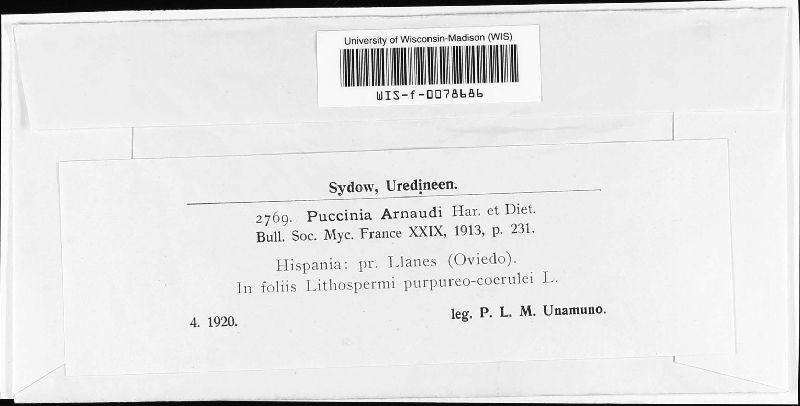 University of Wisconsin-Madison (WIS)
WIS-f-0078686
Sydow, Uredineen.
2769. Puccinia Arnaudi Har. et Diet.
Bull. Soc. Myc. France XXIX, 1913, p. 231.
Hispania: pr. Llanes (Oviedo).
In foliis Lithospermi purpureo-coerulei L.
4. 1920.
leg. P. L. M. Unamuno.